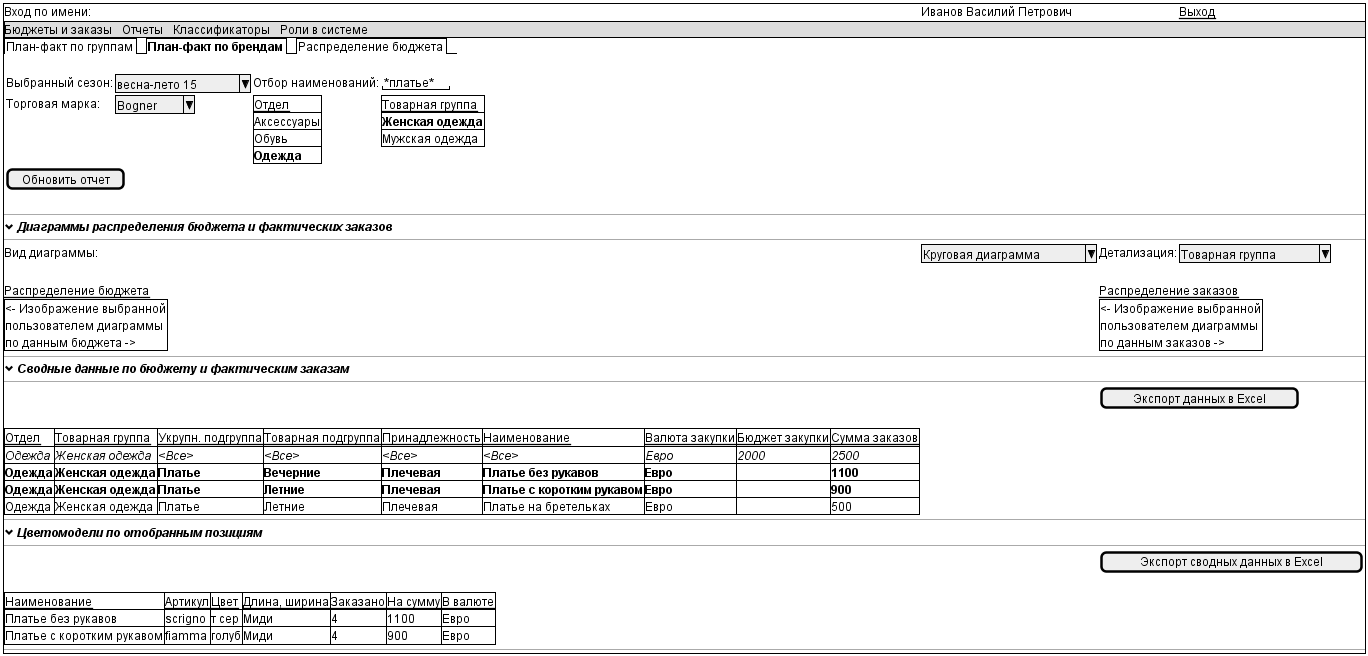 Вход по имени: Иванов Василий Петрович Выход
Бюджеты и заказы Отчеты Классификаторы Роли в системе
План-факт по группам План-факт по брендам Распределение бюджета
Выбранный сезон: весна-лето 15 Отбор наименований: *платье*
Торговая марка: Bogner Отдел Товарная группа
Аксессуары Женская одежда
Обувь Мужская одежда
Одежда
Обновить отчет
Диаграммы распределения бюджета и фактических заказов
Вид диаграммы: Круговая диаграмма Детализация: Товарная группа
Распределение бюджета Распределение заказов
<- Изображение выбранной <- Изображение выбранной
пользователем диаграммы пользователем диаграммы
по данным бюджета -> по данным заказов ->
Сводные данные по бюджету и фактическим заказам
Экспорт данных в Excel
Отдел Товарная группа Укрупн. подгруппа Товарная подгруппа Принадлежность Наименование Валюта закупки Бюджет закупки Сумма заказов
Одежда Женская одежда <Все> <Все> <Все> <Все> Евро 2000 2500
Одежда Женская одежда Платье Вечерние Плечевая Платье без рукавов Евро 1100
Одежда Женская одежда Платье Летние Плечевая Платье с коротким рукавом Евро 900
Одежда Женская одежда Платье Летние Плечевая Платье на бретельках Евро 500
Цветомодели по отобранным позициям
Экспорт сводных данных в Excel
Наименование Артикул Цвет Длина, ширина Заказано На сумму В валюте
Платье без рукавов scrigno т сер Миди 4 1100 Евро
Платье с коротким рукавом fiamma голуб Миди 4 900 Евро